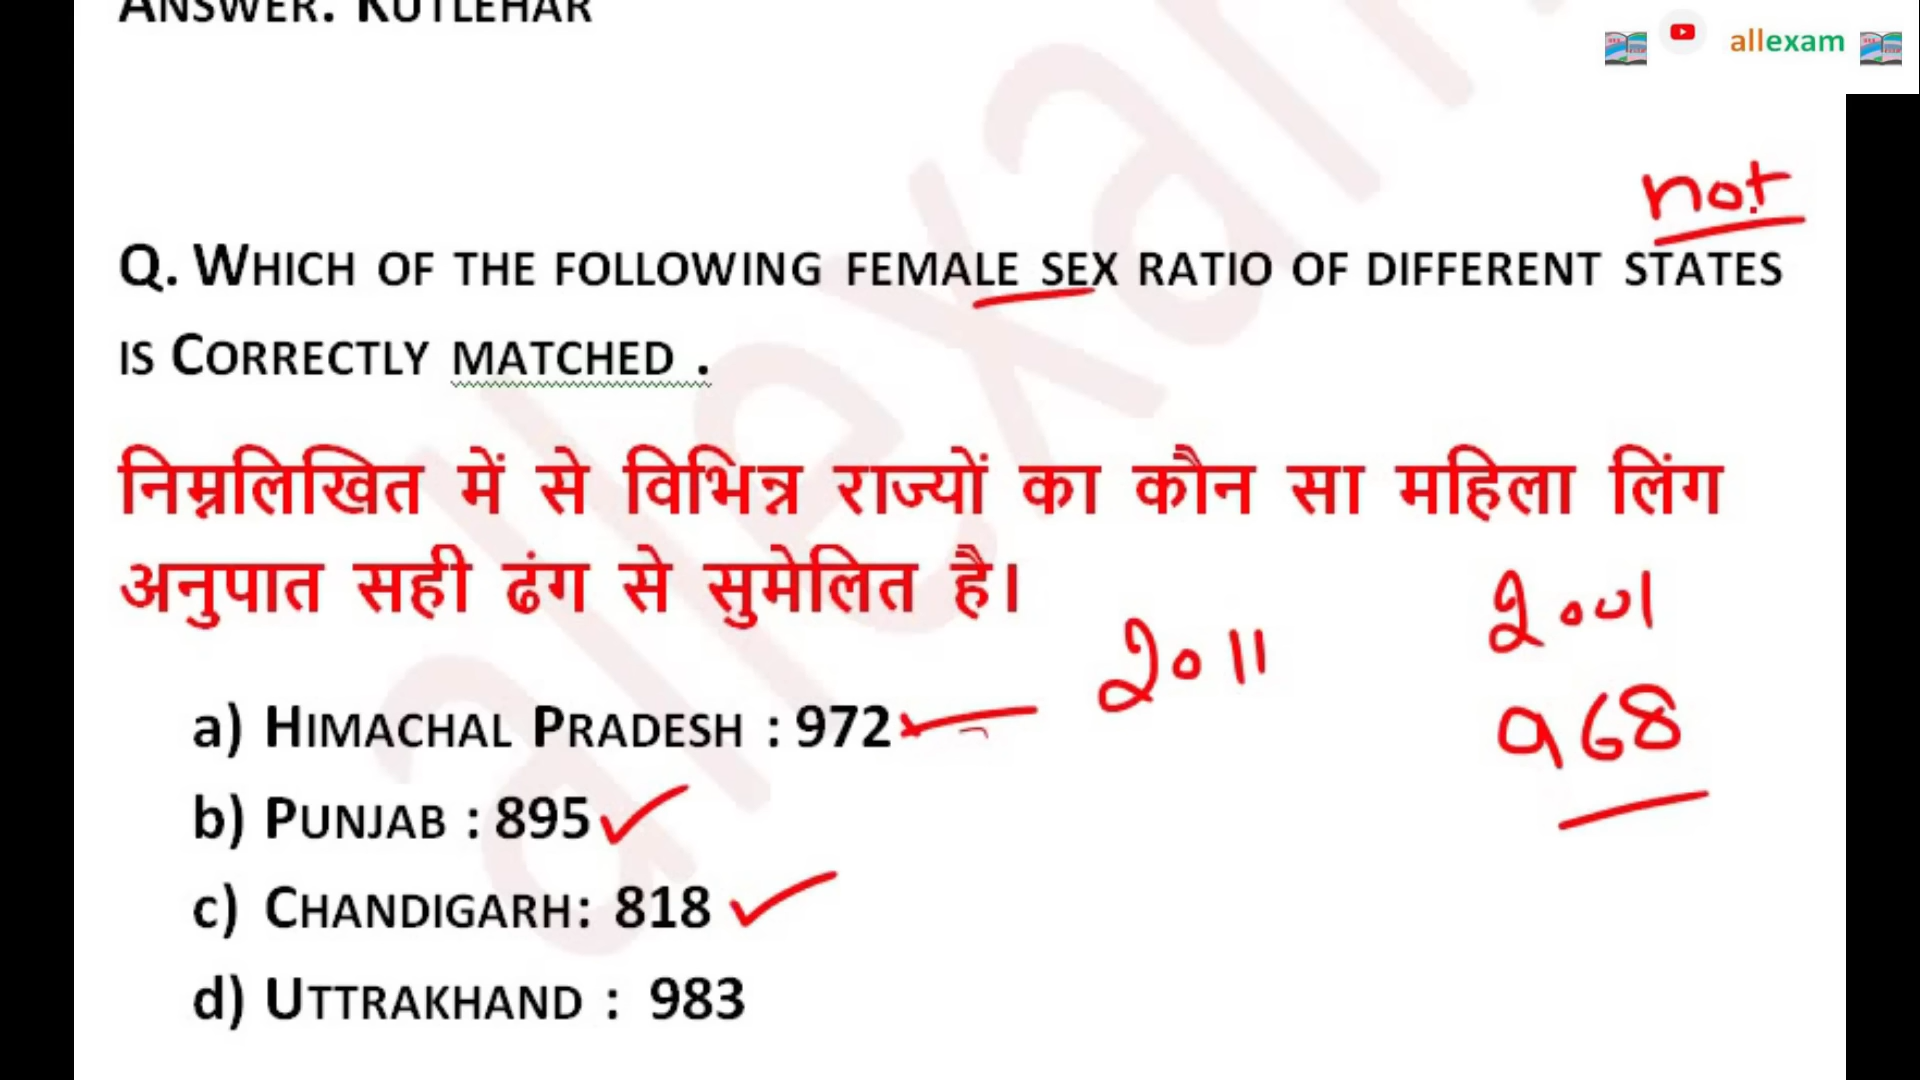 ANSWER. KUTLEHAR
allexam
not
Q. WHICH OF THE FOLLOWING FEMALE SEX RATIO OF DIFFERENT STATES
IS CORRECTLY MATCHED .
निम्नलिखित में से विभिन्न राज्यों का कौन सा महिला लिंग
अनुपात सही ढंग से सुमेलित है।
2001
2011
968
a) HIMACHAL PRADESH : 972
b) PUNJAB : 895
c) CHANDIGARH: 818
d) UTTRAKHAND : 983
allexam